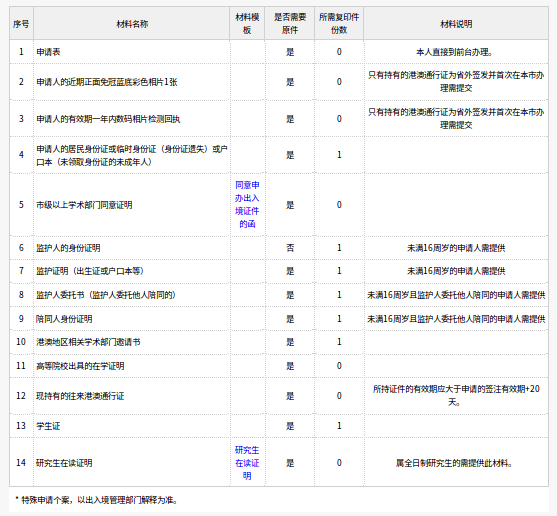 序号 材料名称 材料模板 是否需要原件 所需复印件份数 材料说明
1 申请表 是 0 本人直接到前台办理。
2 申请人的近期正面免冠蓝底彩色相片1张 是 0 只有持有的港澳通行证为省外签发并首次在本市办理需提交
3 申请人的有效期一年内数码相片检测回执 是 0 只有持有的港澳通行证为省外签发并首次在本市办理需提交
4 申请人的居民身份证或临时身份证（身份证遗失）或户口本（未领取身份证的未成年人） 是 1
5 市级以上学术部门同意证明 同意申办出入境证件的函 是 0
6 监护人的身份证明 否 1 未满16周岁的申请人需提供
7 监护证明（出生证或户口本等） 是 1 未满16周岁的申请人需提供
8 监护人委托书（监护人委托他人陪同的） 是 1 未满16周岁且监护人委托他人陪同的申请人需提供
9 陪同人身份证明 是 1 未满16周岁且监护人委托他人陪同的申请人需提供
10 港澳地区相关学术部门邀请书 是 1
11 高等院校出具的在学证明 是 0
12 现持有的往来港澳通行证 是 0 所持证件的有效期应大于申请的签注有效期+20天。
13 学生证 是 1
14 研究生在读证明 研究生在读证明 是 0 属全日制研究生的需提供此材料。
* 特殊申请个案，以出入境管理部门解释为准。